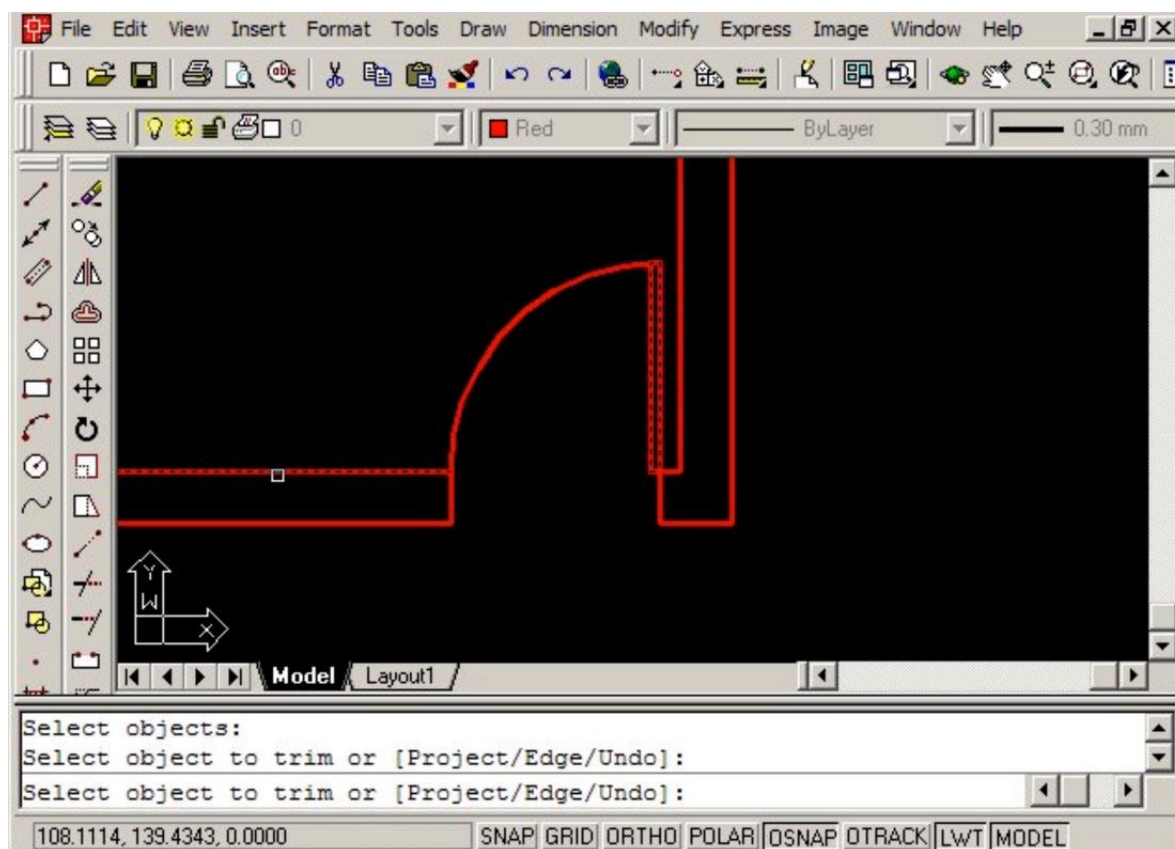 File Edit View Insert Format Tools Draw Dimension Modify Express Image Window Help
abc
0 Red ByLayer 0.30 mm
Y
W
X
Model Layout1
Select objects:
Select object to trim or [Project/Edge/Undo]:
Select object to trim or [Project/Edge/Undo]:
108.1114, 139.4343, 0.0000 SNAP GRID ORTHO POLAR OSNAP OTRACK LWT MODEL